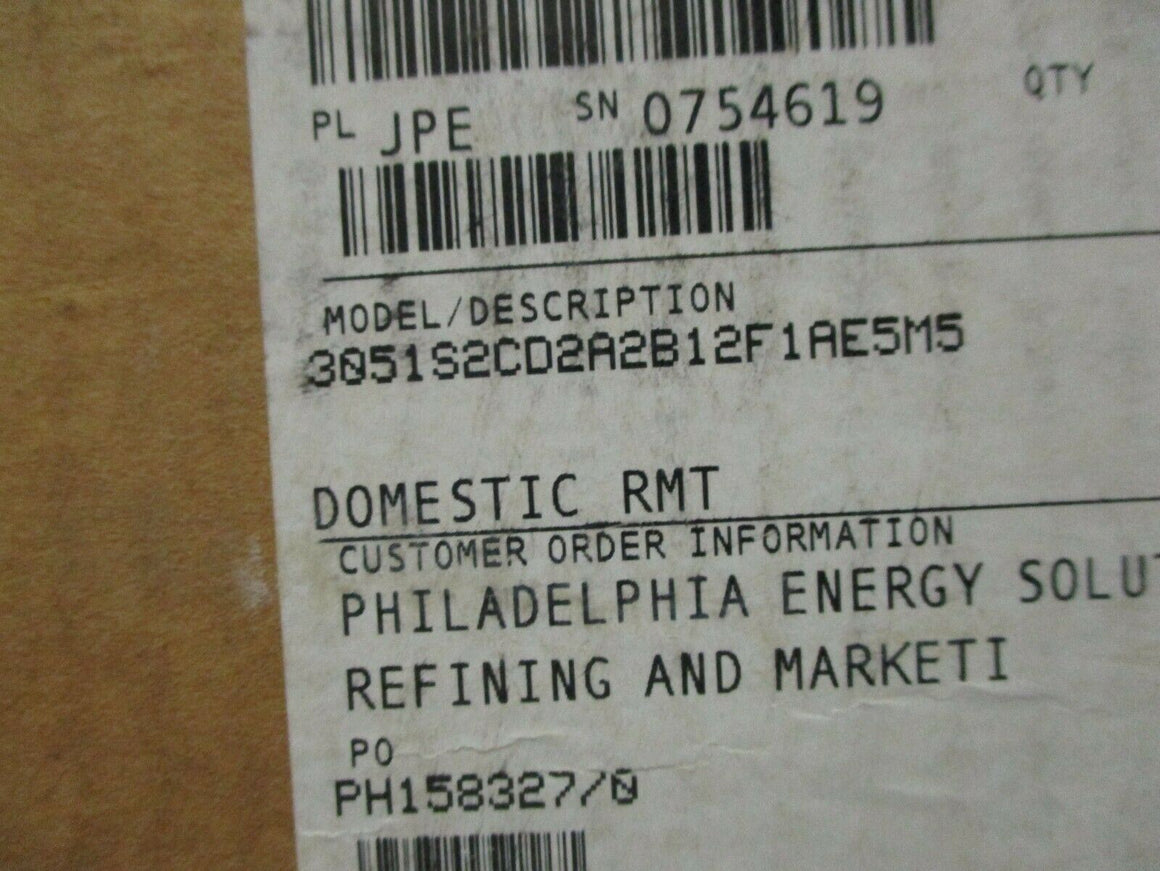 PL JPE SN 0754619 QTY
MODEL/DESCRIPTION
3051S2CD2A2B12F1AE5M5
DOMESTIC RMT
CUSTOMER ORDER INFORMATION
PHILADELPHIA ENERGY SOLUT
REFINING AND MARKETI
PO
PH158327/0